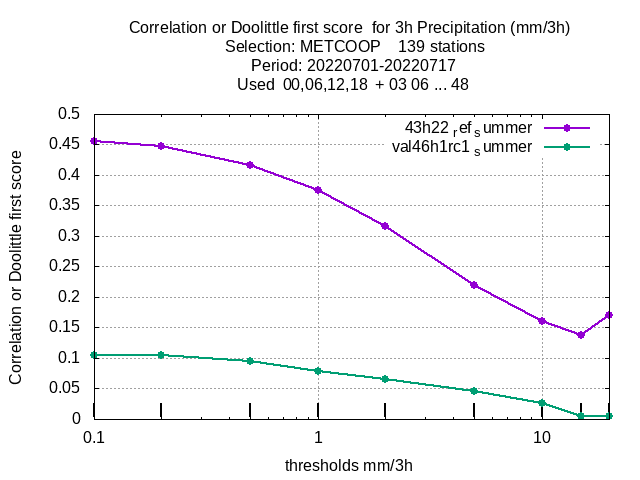 Correlation or Doolittle first score  for 3h Precipitation (mm/3h)
Selection: METCOOP    139 stations
Period: 20220701-20220717
Used  00,06,12,18  + 03 06 ... 48
43h22 ref summer
val46h1rc1 summer
Correlation or Doolittle first score
0.5
0.45
0.4
0.35
0.3
0.25
0.2
0.15
0.1
0.05
0
0.1
1
10
thresholds mm/3h